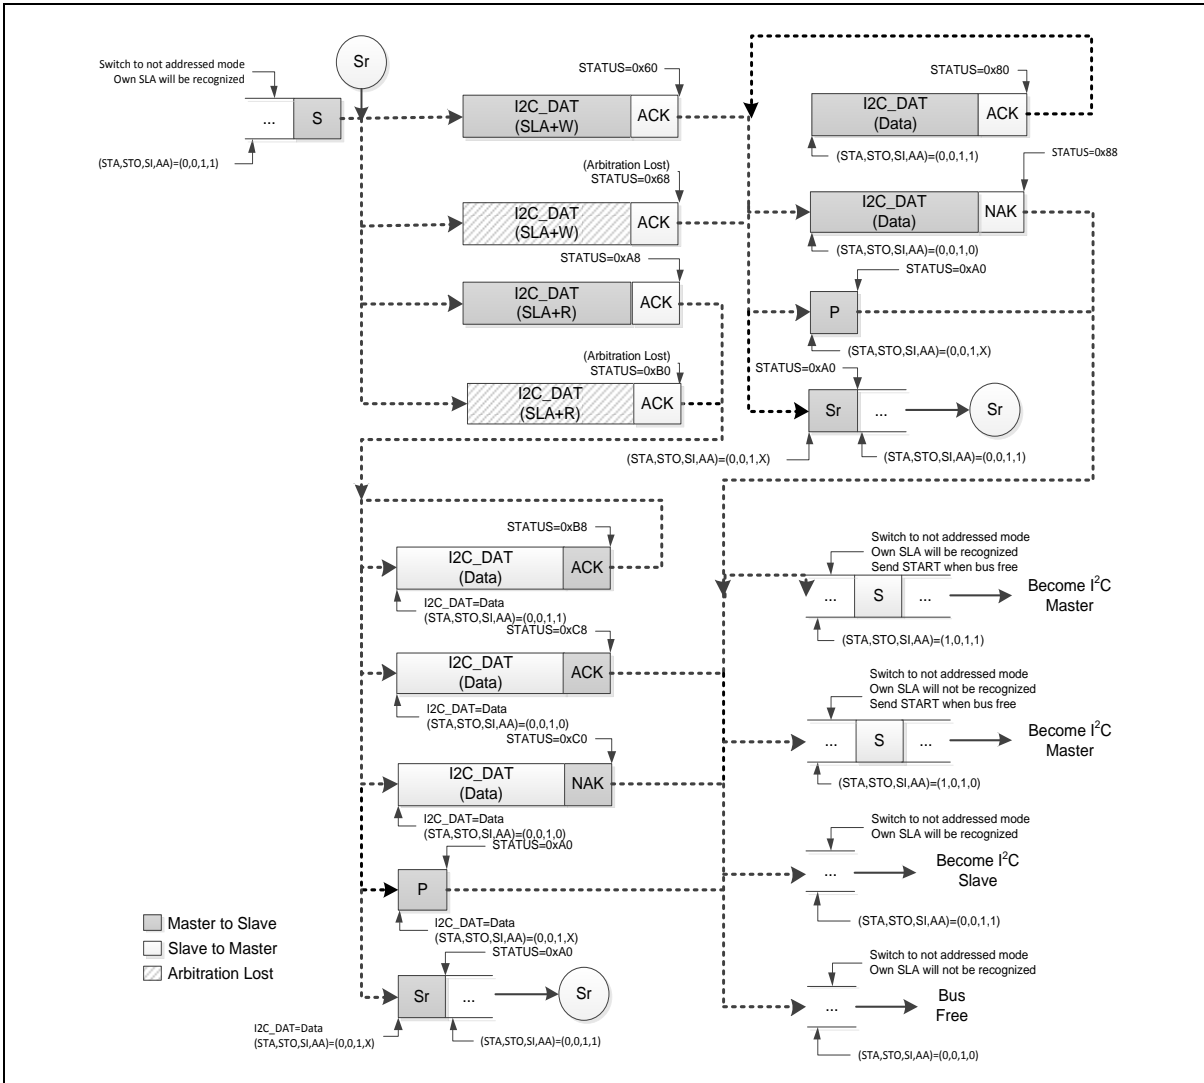 Switch to not addressed mode
Own SLA will be recognized
Sr
...
S
(STA,STO,SI,AA)=(0,0,1,1)
STATUS=0x60
I2C_DAT
(SLA+W)
ACK
(Arbitration Lost)
STATUS=0x68
I2C_DAT
(SLA+W)
ACK
STATUS=0xA8
I2C_DAT
(SLA+R)
ACK
(Arbitration Lost)
STATUS=0xB0
I2C_DAT
(SLA+R)
ACK
STATUS=0x80
I2C_DAT
(Data)
ACK
(STA,STO,SI,AA)=(0,0,1,1)
STATUS=0x88
I2C_DAT
(Data)
NAK
(STA,STO,SI,AA)=(0,0,1,0)
STATUS=0xA0
P
(STA,STO,SI,AA)=(0,0,1,X)
STATUS=0xA0
Sr
...
Sr
(STA,STO,SI,AA)=(0,0,1,X)
(STA,STO,SI,AA)=(0,0,1,1)
STATUS=0xB8
I2C_DAT
(Data)
ACK
I2C_DAT=Data
(STA,STO,SI,AA)=(0,0,1,1)
STATUS=0xC8
I2C_DAT
(Data)
ACK
I2C_DAT=Data
(STA,STO,SI,AA)=(0,0,1,0)
STATUS=0xC0
I2C_DAT
(Data)
NAK
I2C_DAT=Data
(STA,STO,SI,AA)=(0,0,1,0)
STATUS=0xA0
P
I2C_DAT=Data
(STA,STO,SI,AA)=(0,0,1,X)
STATUS=0xA0
Sr
...
Sr
I2C_DAT=Data
(STA,STO,SI,AA)=(0,0,1,X)
(STA,STO,SI,AA)=(0,0,1,1)
Switch to not addressed mode
Own SLA will be recognized
Send START when bus free
...
S
...
Become I²C
Master
(STA,STO,SI,AA)=(1,0,1,1)
Switch to not addressed mode
Own SLA will not be recognized
Send START when bus free
...
S
...
Become I²C
Master
(STA,STO,SI,AA)=(1,0,1,0)
Switch to not addressed mode
Own SLA will be recognized
...
Become I²C
Slave
(STA,STO,SI,AA)=(0,0,1,1)
Switch to not addressed mode
Own SLA will not be recognized
...
Bus
Free
(STA,STO,SI,AA)=(0,0,1,0)
Master to Slave
Slave to Master
Arbitration Lost